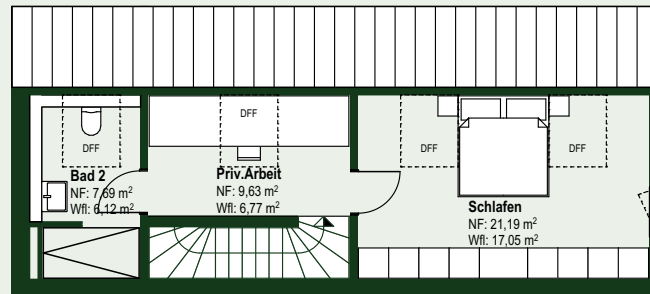 DFF
Bad 2
NF: 7,69 m²
Wfl: 6,12 m²
DFF
Priv.Arbeit
NF: 9,63 m²
Wfl: 6,77 m²
DFF
DFF
Schlafen
NF: 21,19 m²
Wfl: 17,05 m²